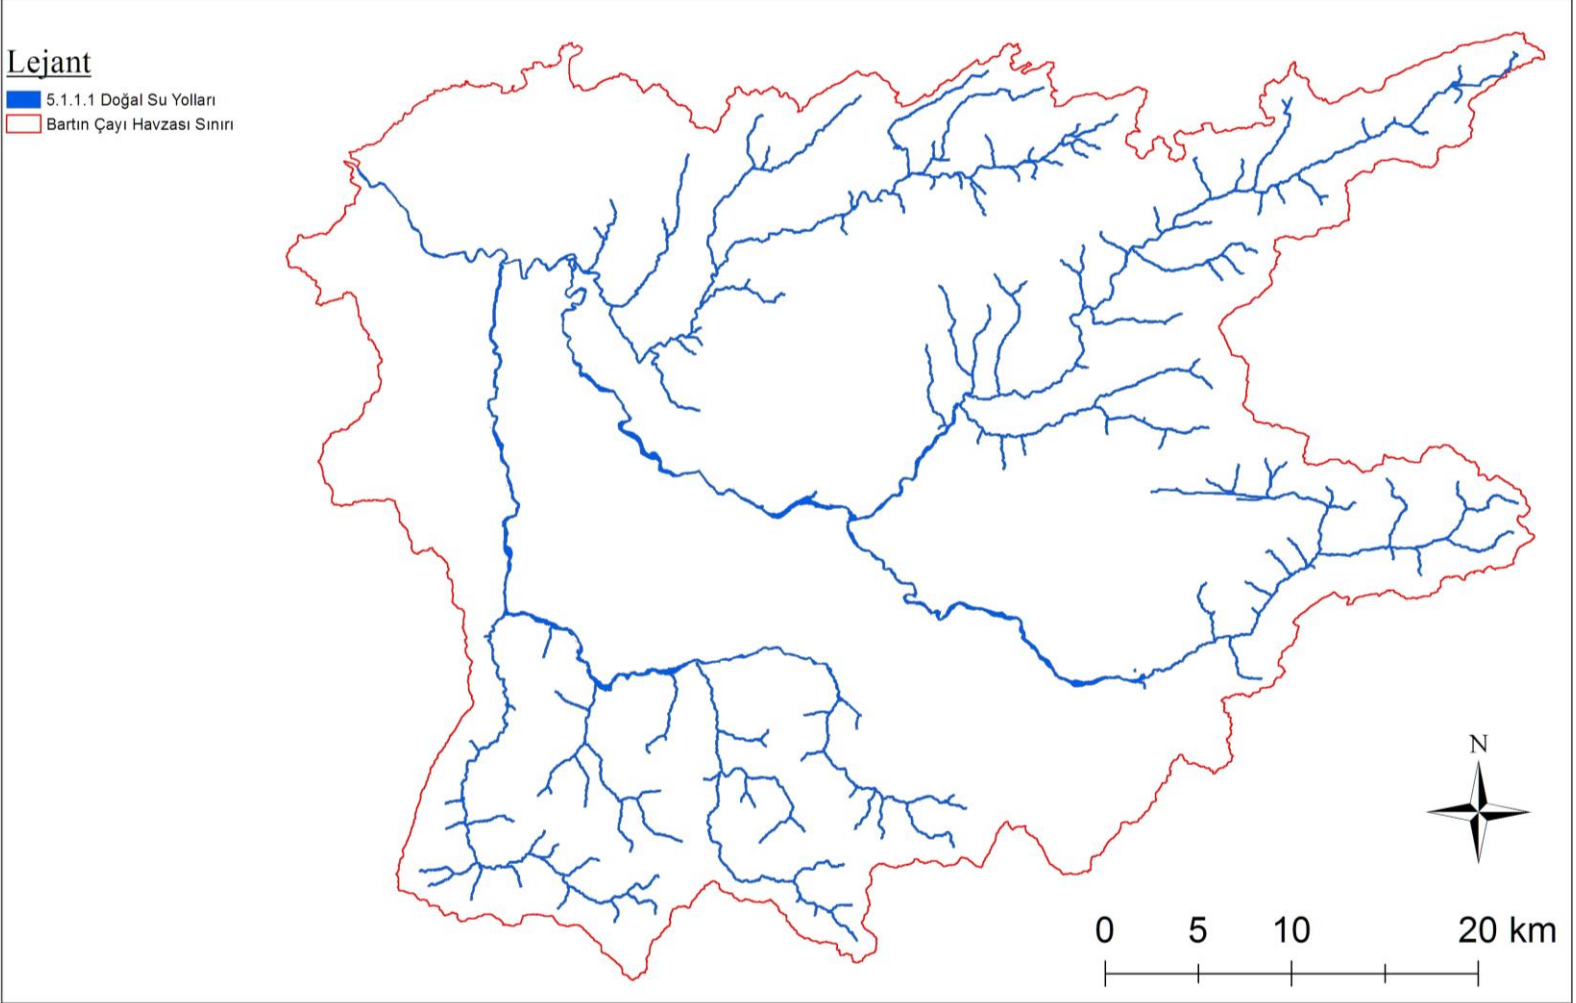 Lejant
5.1.1.1 Doğal Su Yolları
Bartın Çayı Havzası Sınırı
N
0 5 10 20 km